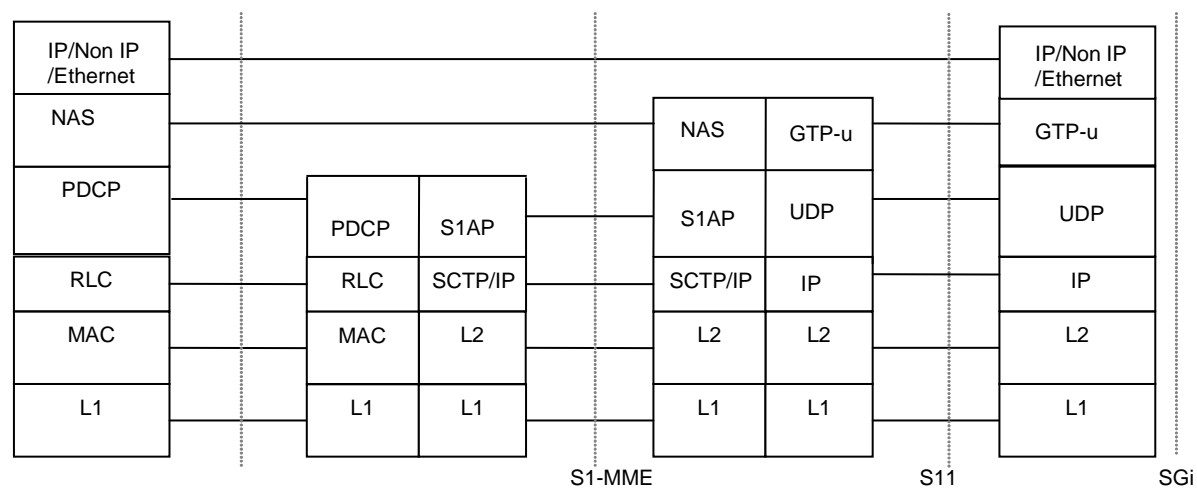 IP/Non IP
/Ethernet
NAS
PDCP
RLC
MAC
L1
PDCP
S1AP
RLC
SCTP/IP
MAC
L2
L1
L1
NAS
GTP-u
S1AP
UDP
SCTP/IP
IP
L2
L2
L1
L1
IP/Non IP
/Ethernet
GTP-u
UDP
IP
L2
L1
S1-MME
S11
SGi